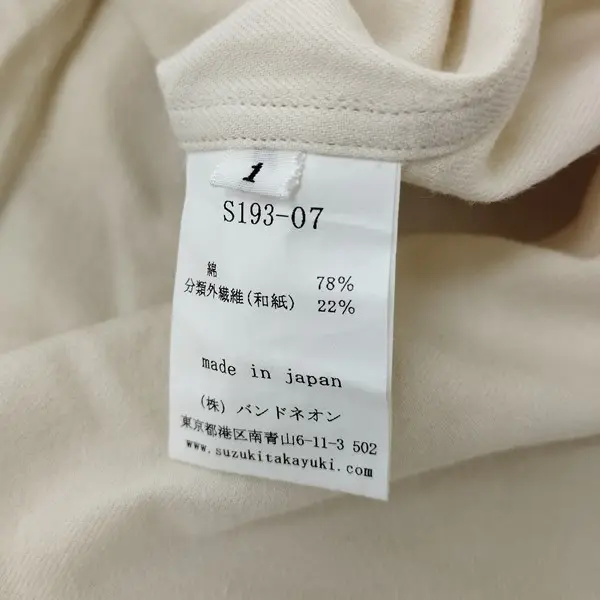 1
S193-07
綿 78%
分類外繊維(和紙) 22%
made in japan
(株) バンドネオン
東京都港区南青山6-11-3 502
www.suzukitakayuki.com